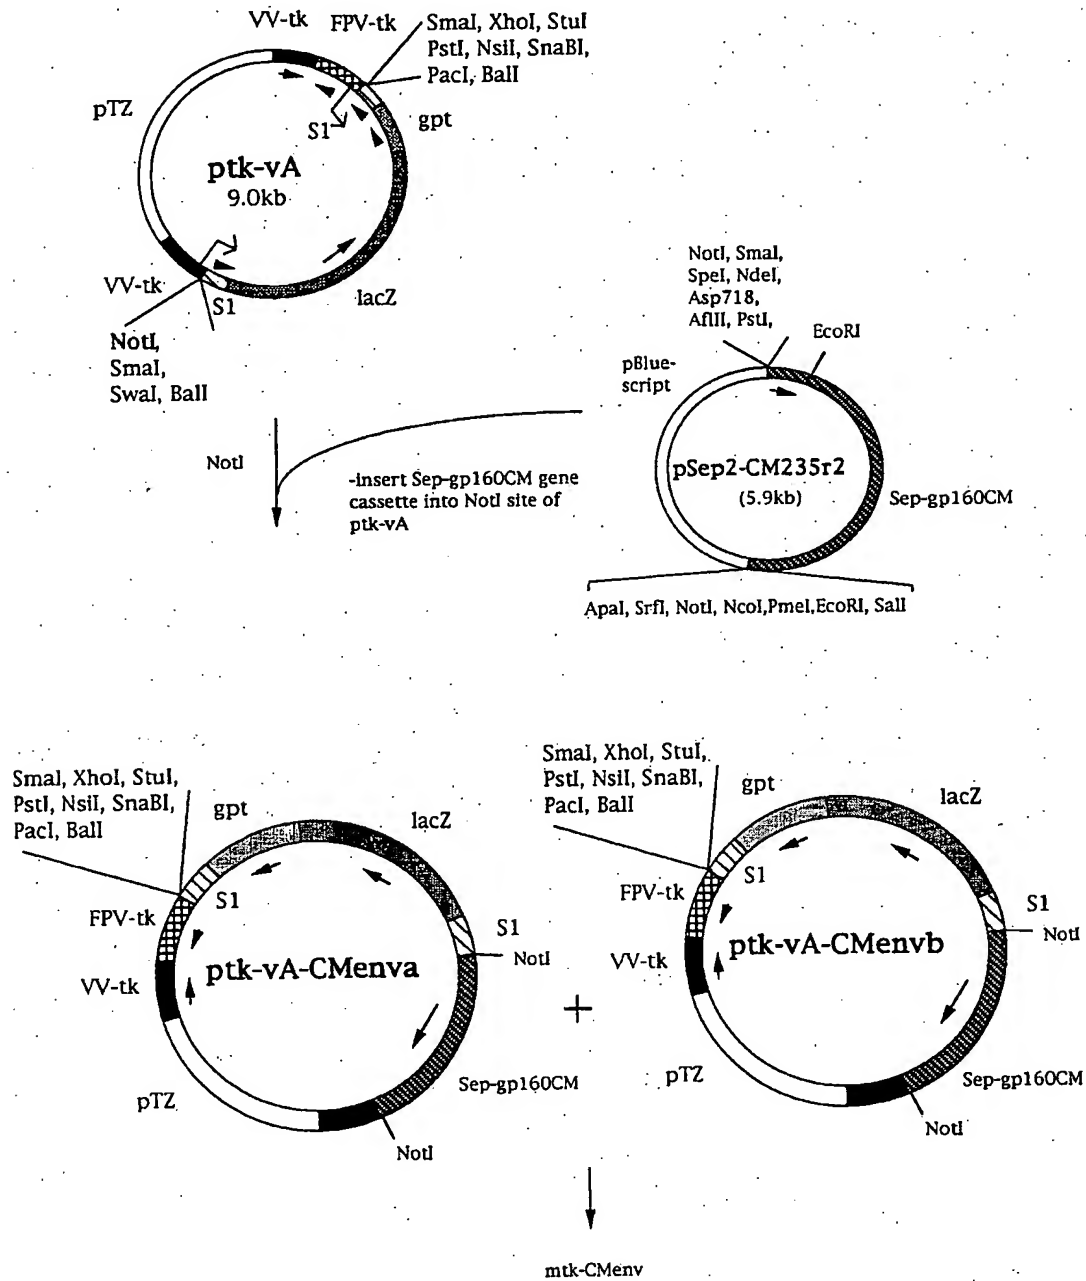 VV-tk
FPV-tk
SmaI, XhoI, StuI
PstI, NsiI, SnaBI,
PacI, BalI
pTZ
S1
gpt
ptk-vA
9.0kb
VV-tk
S1
lacZ
NotI,
SmaI,
SwaI, BalI
NotI, SmaI,
SpeI, NdeI,
Asp718,
AflII, PstI,
EcoRI
pBlue-
script
NotI
-insert Sep-gp160CM gene
cassette into NotI site of
ptk-vA
pSep2-CM235r2
(5.9kb)
Sep-gp160CM
ApaI, SrfI, NotI, NcoI,PmeI,EcoRI, SalI
SmaI, XhoI, StuI,
PstI, NsiI, SnaBI,
PacI, BalI
gpt
lacZ
FPV-tk
S1
S1
NotI
VV-tk
ptk-vA-CMenva
pTZ
Sep-gp160CM
NotI
+
SmaI, XhoI, StuI,
PstI, NsiI, SnaBI,
PacI, BalI
gpt
lacZ
FPV-tk
S1
S1
NotI
VV-tk
ptk-vA-CMenvb
pTZ
Sep-gp160CM
NotI
mtk-CMenv